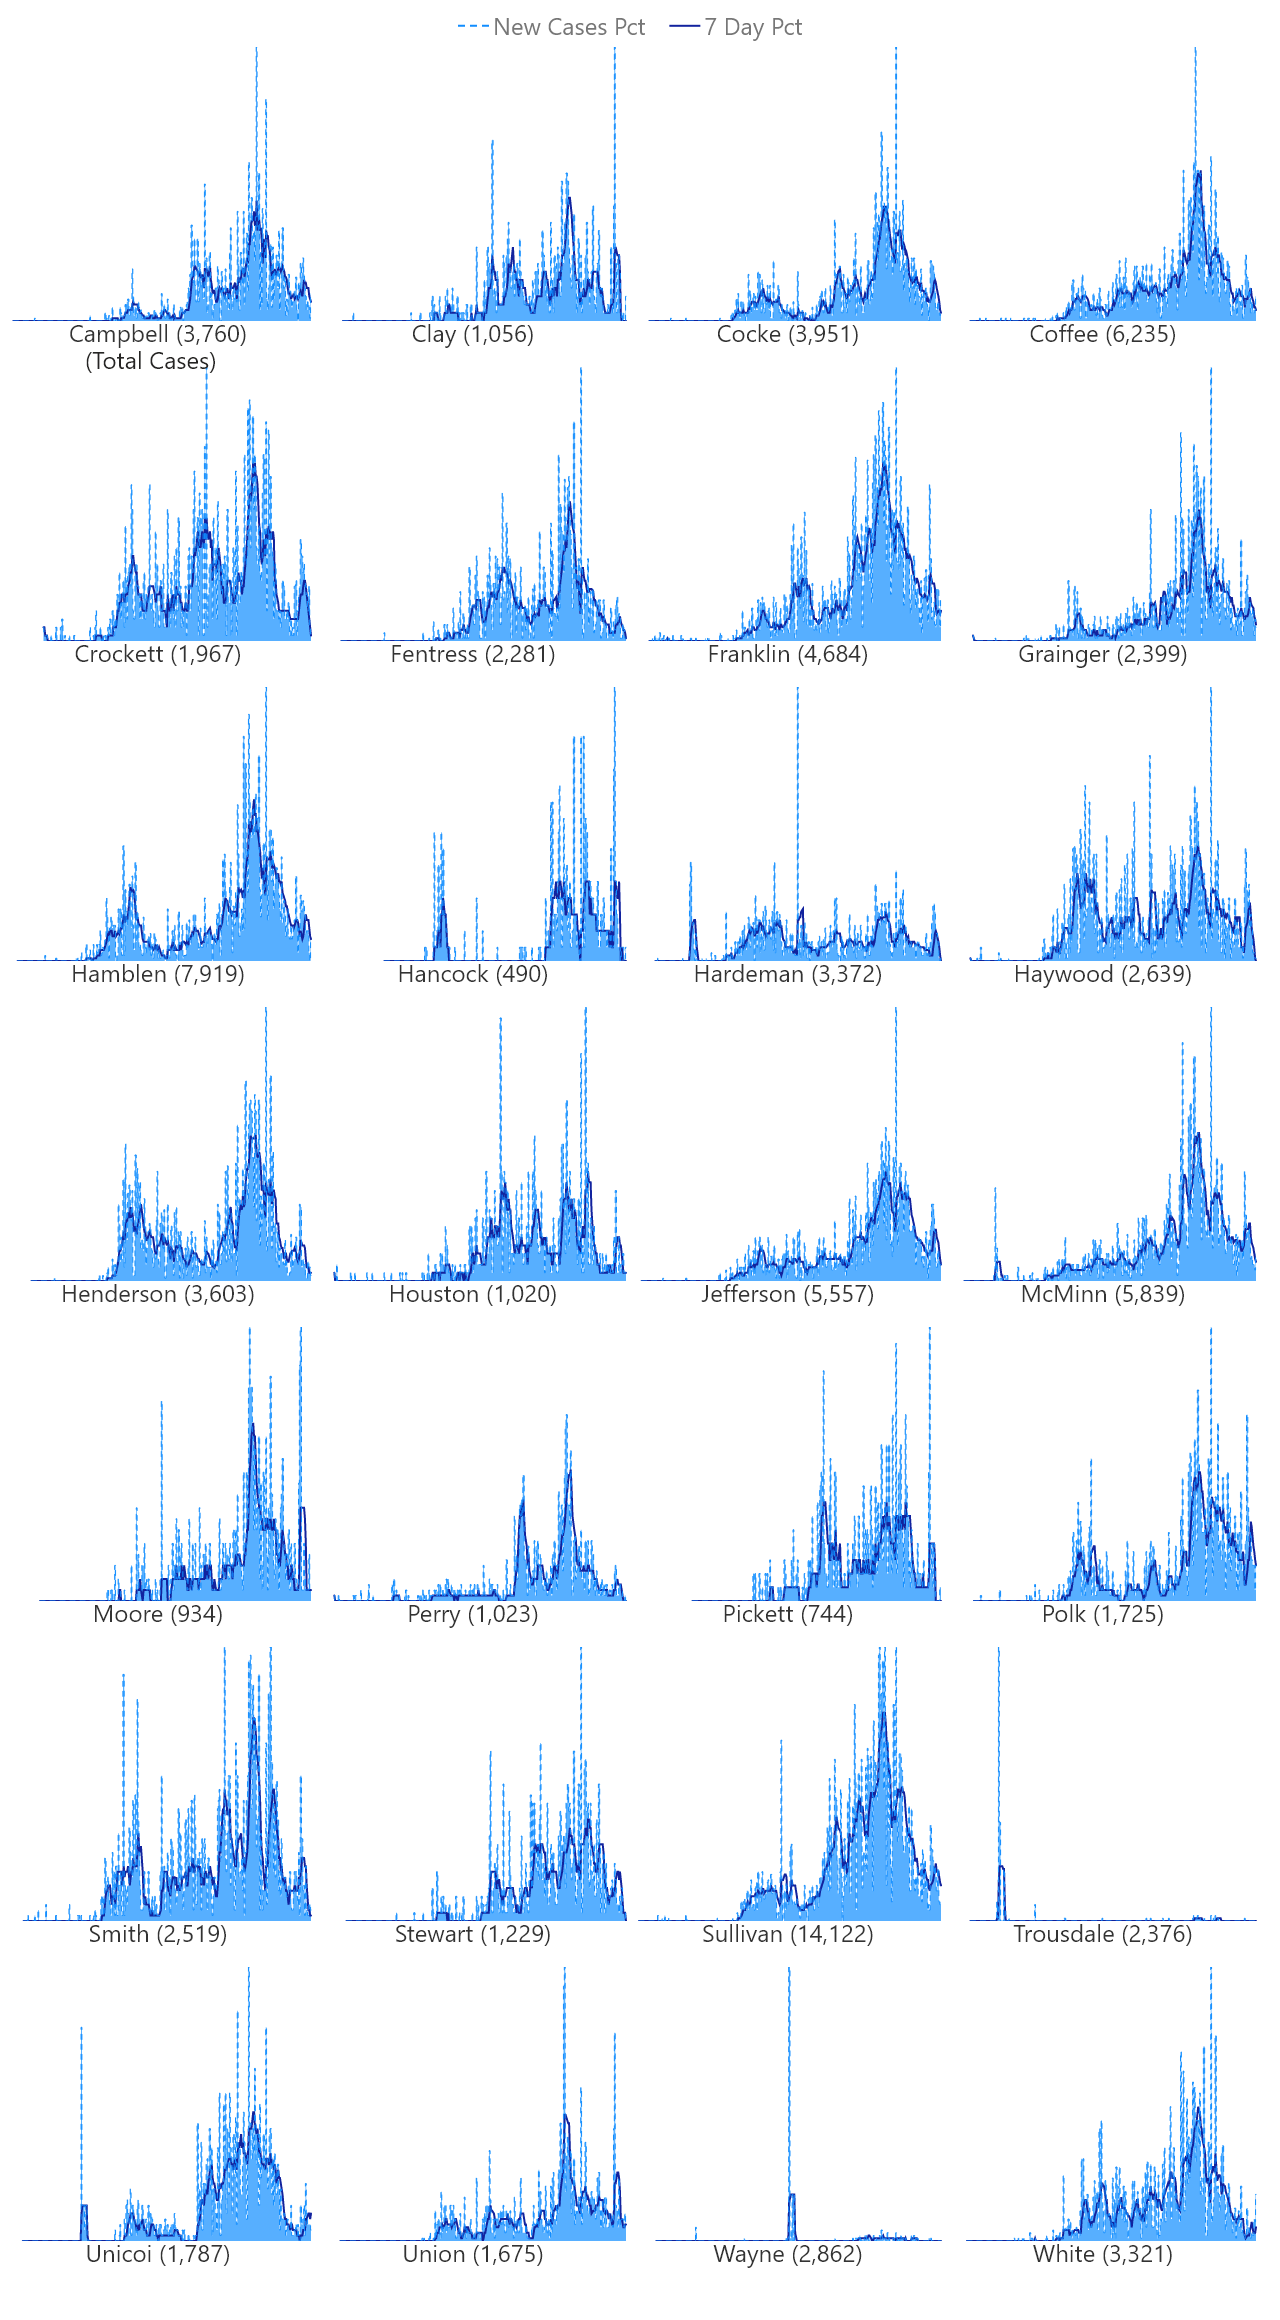 New Cases Pct 7 Day Pct
Campbell (3,760) Clay (1,056) Cocke (3,951) Coffee (6,235)
(Total Cases)
Crockett (1,967) Fentress (2,281) Franklin (4,684) Grainger (2,399)
Hamblen (7,919) Hancock (490) Hardeman (3,372) Haywood (2,639)
Henderson (3,603) Houston (1,020) Jefferson (5,557) McMinn (5,839)
Moore (934) Perry (1,023) Pickett (744) Polk (1,725)
Smith (2,519) Stewart (1,229) Sullivan (14,122) Trousdale (2,376)
Unicoi (1,787) Union (1,675) Wayne (2,862) White (3,321)